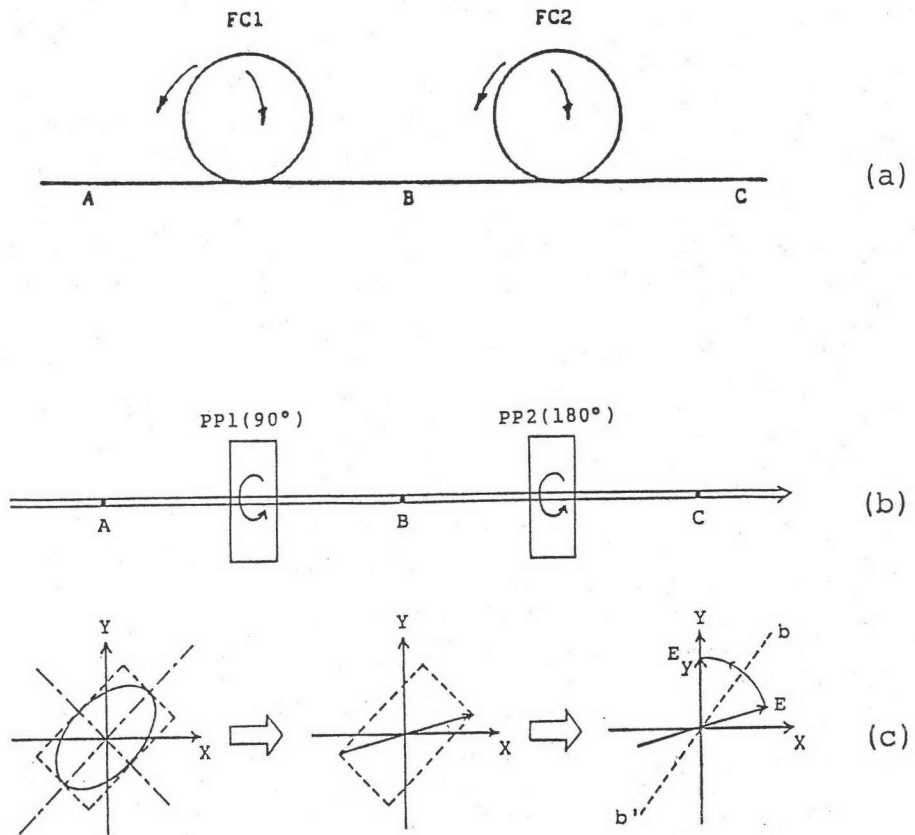 FC1 FC2
A B C (a)
PP1(90°) PP2(180°)
A B C (b)
Y Y Y b
E y
E
X X X (c)
b'